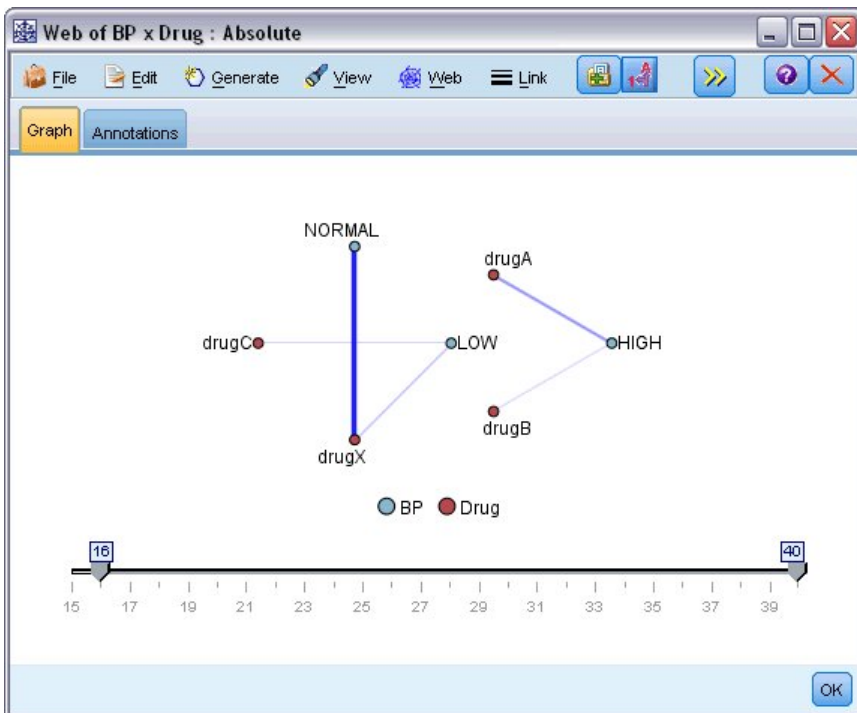 Web of BP x Drug : Absolute
File Edit Generate View Web Link
Graph Annotations
NORMAL
drugA
drugC
LOW
HIGH
drugB
drugX
BP Drug
16 40
15 17 19 21 23 25 27 29 31 33 35 37 39
OK